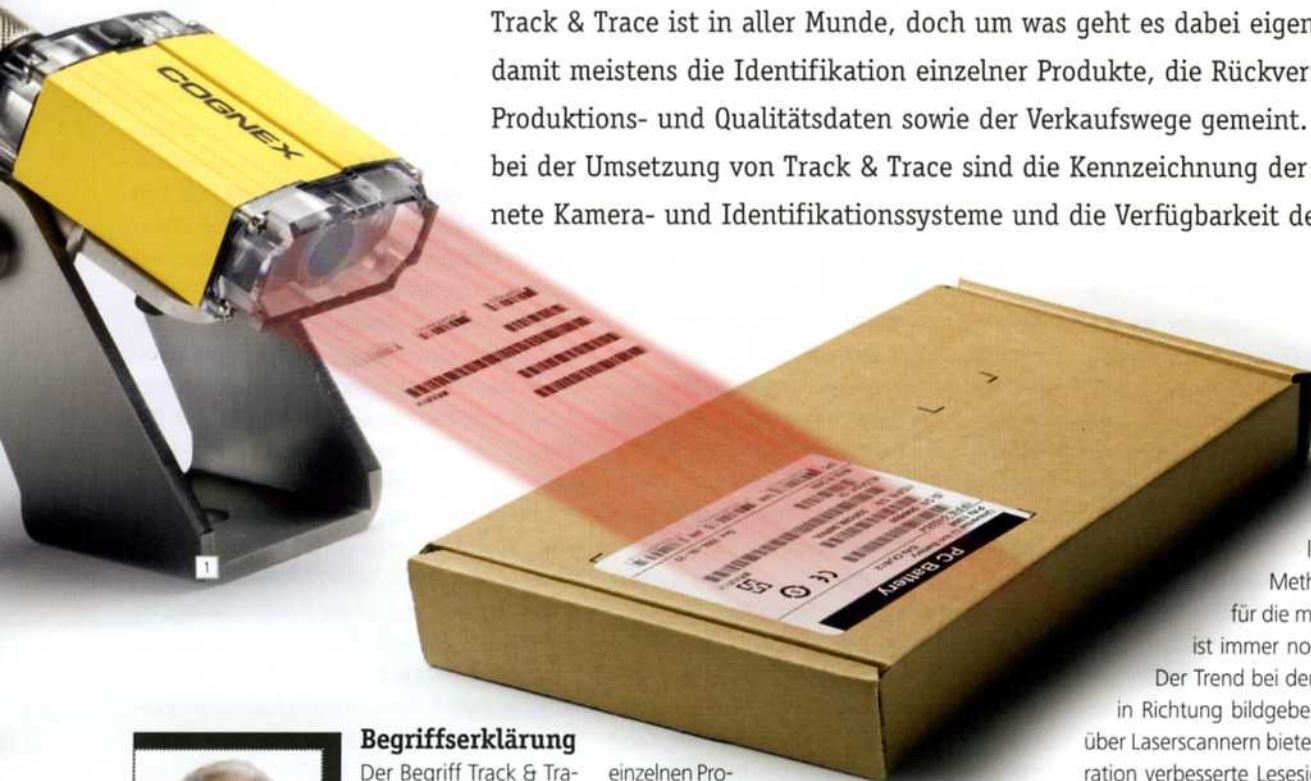 Track & Trace ist in aller Munde, doch um was geht es dabei eigen
damit meistens die Identifikation einzelner Produkte, die Rückver
Produktions- und Qualitätsdaten sowie der Verkaufswege gemeint.
bei der Umsetzung von Track & Trace sind die Kennzeichnung der
nete Kamera- und Identifikationssysteme und die Verfügbarkeit de
COGNEX
1
PC Battery
Meth
für die m
ist immer no
Der Trend bei der
in Richtung bildgebe
über Laserscannern biete
ration verbesserte Lesesi
Begriffserklärung
Der Begriff Track & Tra-
einzelnen Pro-